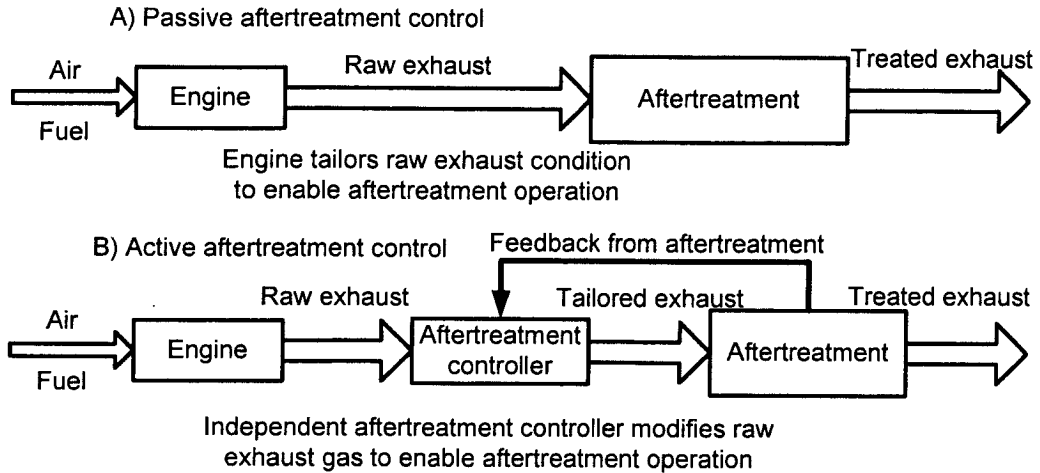 A) Passive aftertreatment control
Air
Fuel
Engine
Raw exhaust
Aftertreatment
Treated exhaust
Engine tailors raw exhaust condition
to enable aftertreatment operation
B) Active aftertreatment control
Feedback from aftertreatment
Air
Fuel
Engine
Raw exhaust
Aftertreatment
controller
Tailored exhaust
Aftertreatment
Treated exhaust
Independent aftertreatment controller modifies raw
exhaust gas to enable aftertreatment operation